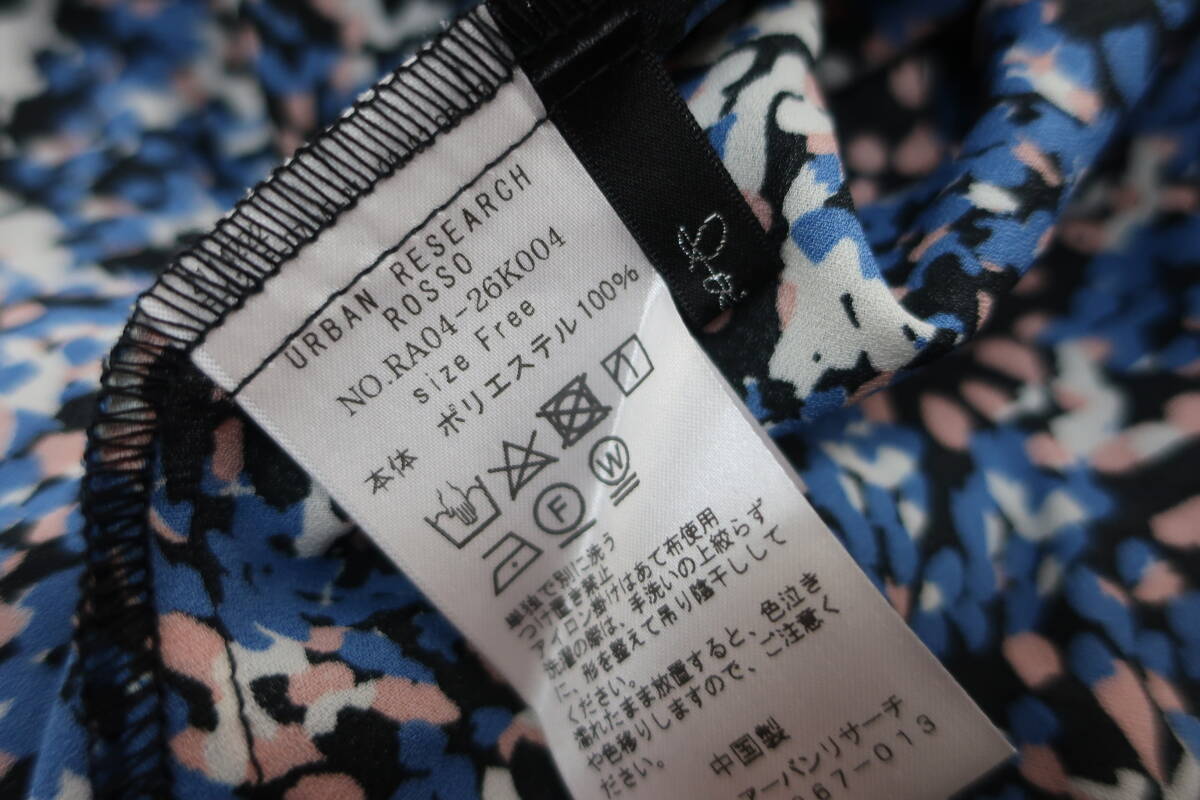 URBAN RESEARCH
ROSSO
NO.RA04-26K004
size Free
本体 ポリエステル 100%
F W
単独で別に洗う
つけ置き禁止
アイロン掛けはあて布使用
洗濯の際は、手洗いの上絞らず
に、形を整えて吊り陰干しして
ください。
濡れたまま放置すると、色泣き
や色移りしますので、ご注意く
ださい。
中国製
アーバンリサーチ
67-013